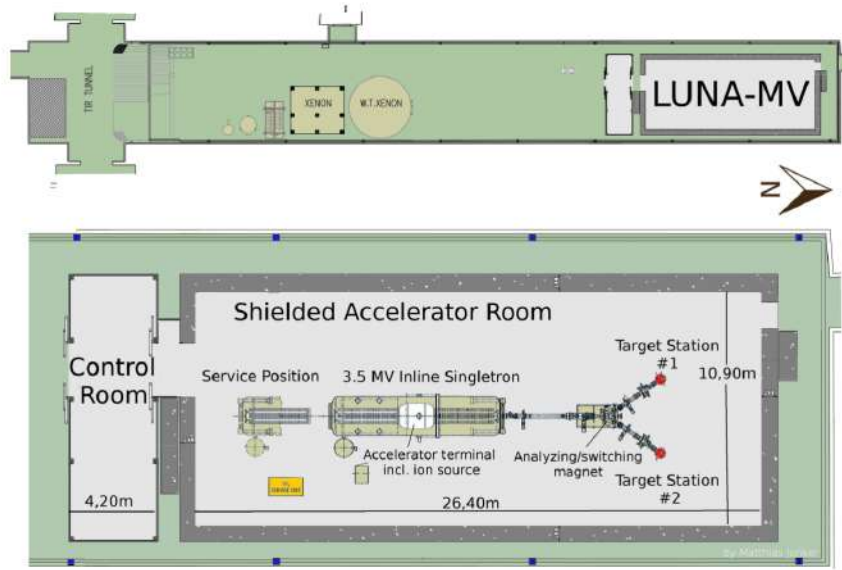 TIR TUNNEL
XENON
W.T.XENON
LUNA-MV
N
Shielded Accelerator Room
Control
Room
Service Position
3.5 MV Inline Singletron
Target Station
#1
10,90m
Accelerator terminal
incl. ion source
Analyzing/switching
magnet
Target Station
#2
4,20m
26,40m
by Matthias Junker